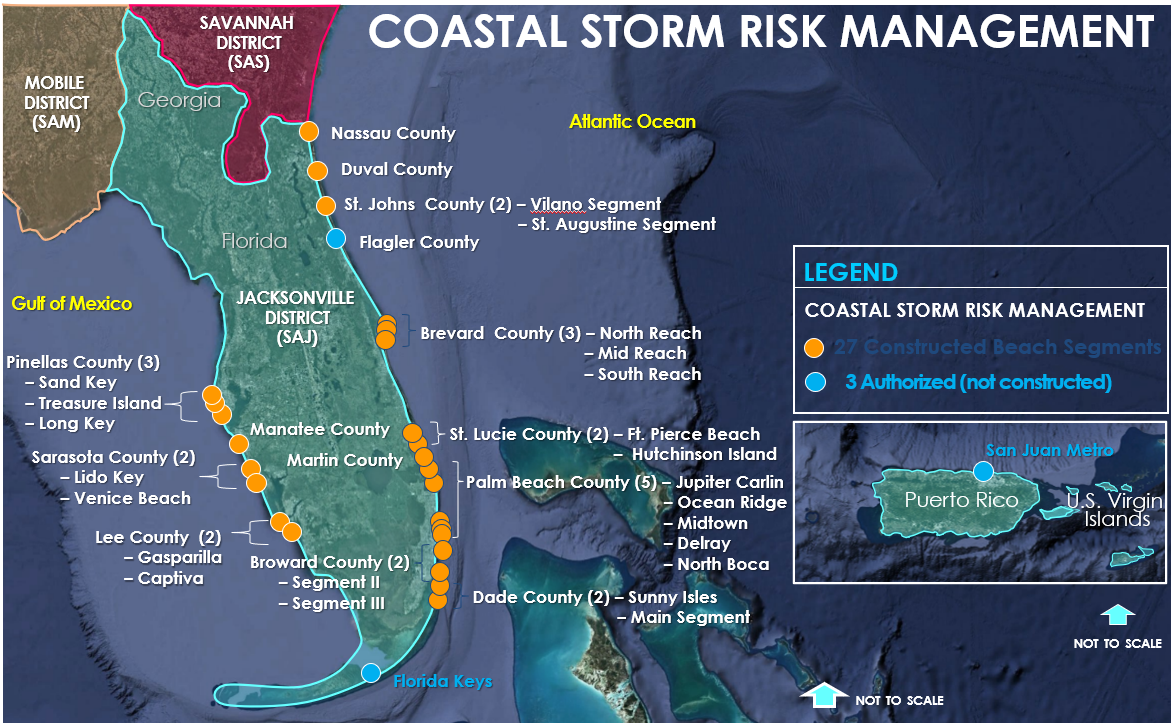 COASTAL STORM RISK MANAGEMENT
SAVANNAH
DISTRICT
(SAS)
MOBILE
DISTRICT
(SAM)
Georgia
Atlantic Ocean
Nassau County
Duval County
St. Johns County (2) – Vilano Segment
– St. Augustine Segment
Florida
Flagler County
Gulf of Mexico
JACKSONVILLE
DISTRICT
(SAJ)
Brevard County (3) – North Reach
– Mid Reach
– South Reach
LEGEND
COASTAL STORM RISK MANAGEMENT
27 Constructed Beach Segments
3 Authorized (not constructed)
Pinellas County (3)
– Sand Key
– Treasure Island
– Long Key
Manatee County
Martin County
Sarasota County (2)
– Lido Key
– Venice Beach
St. Lucie County (2) – Ft. Pierce Beach
– Hutchinson Island
Palm Beach County (5) – Jupiter Carlin
– Ocean Ridge
– Midtown
– Delray
– North Boca
Lee County (2)
– Gasparilla
– Captiva
Broward County (2)
– Segment II
– Segment III
Dade County (2) – Sunny Isles
– Main Segment
Florida Keys
San Juan Metro
Puerto Rico
U.S. Virgin
Islands
NOT TO SCALE
NOT TO SCALE